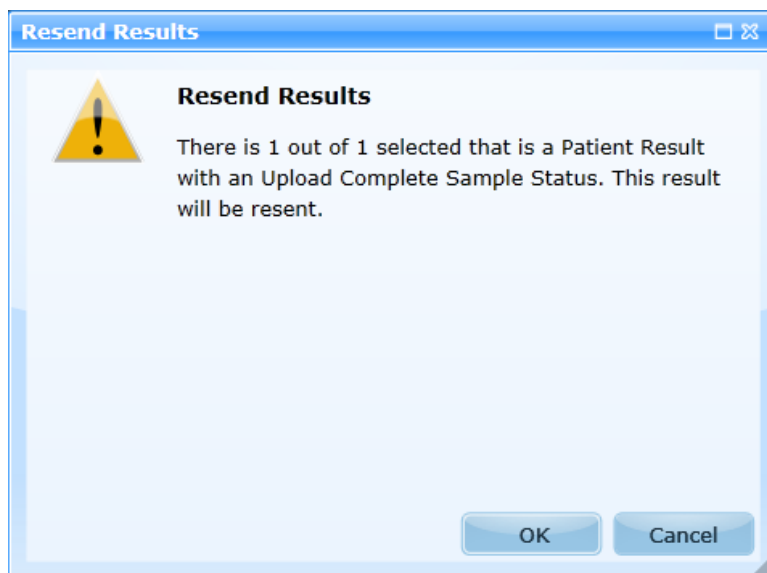 Resend Results
Resend Results
There is 1 out of 1 selected that is a Patient Result
with an Upload Complete Sample Status. This result
will be resent.
OK
Cancel